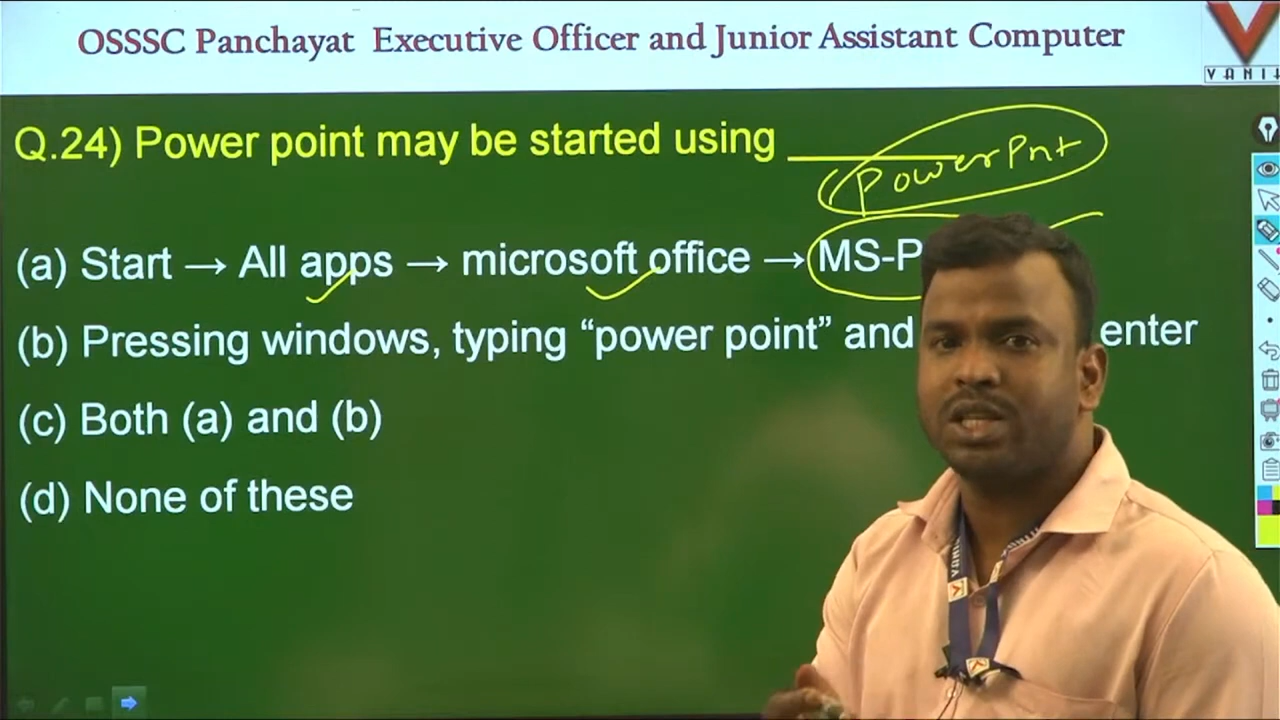 OSSSC Panchayat Executive Officer and Junior Assistant Computer
VANI
Q.24) Power point may be started using
PowerPnt
(a) Start → All apps → microsoft office → MS-P
(b) Pressing windows, typing “power point” and enter
(c) Both (a) and (b)
(d) None of these